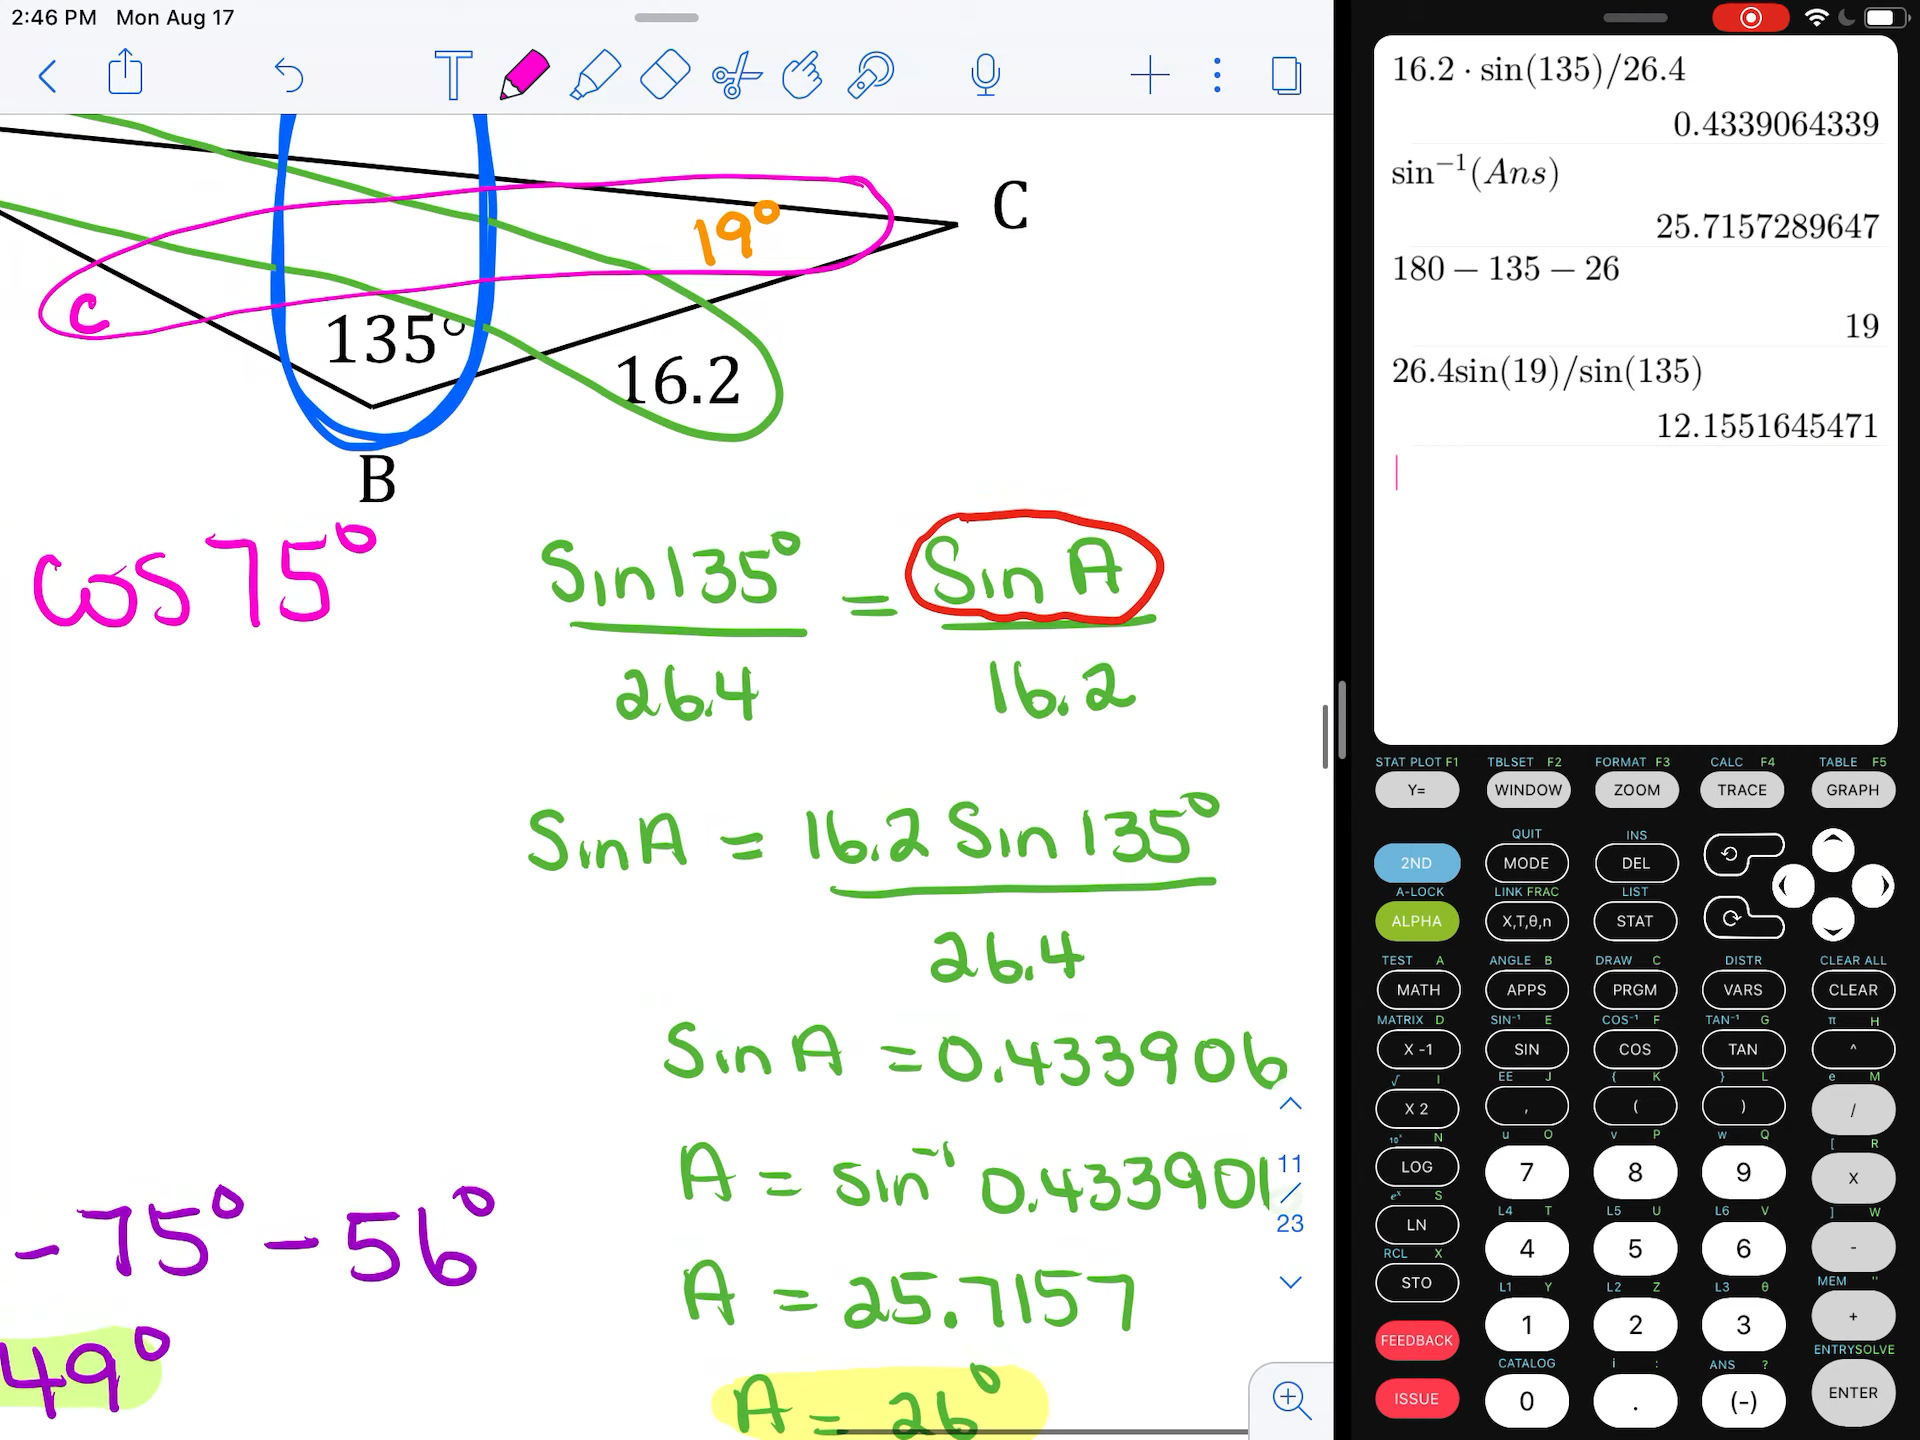 2:46 PM Mon Aug 17
T
C
19°
c
135°
16.2
B
cos 75°
Sin 135° = Sin A
26.4 16.2
Sin A = 16.2 Sin 135°
26.4
Sin A = 0.433906
A = sin⁻¹ 0.433901
A = 25.7157
A = 26°
- 75° - 56°
49°
11
/
23
16.2 · sin(135)/26.4
0.4339064339
sin⁻¹(Ans)
25.7157289647
180 − 135 − 26
19
26.4sin(19)/sin(135)
12.1551645471
STAT PLOT F1 TBLSET F2 FORMAT F3 CALC F4 TABLE F5
Y= WINDOW ZOOM TRACE GRAPH
QUIT INS
2ND MODE DEL
A-LOCK LINK FRAC LIST
ALPHA X,T,θ,n STAT
TEST A ANGLE B DRAW C DISTR CLEAR ALL
MATH APPS PRGM VARS CLEAR
MATRIX D SIN⁻¹ E COS⁻¹ F TAN⁻¹ G π H
X -1 SIN COS TAN ^
√ I EE J { K } L e M
X 2 , ( ) /
10ˣ N u O v P w Q [ R
LOG 7 8 9 X
eˣ S L4 T L5 U L6 V ] W
LN 4 5 6 -
RCL X L1 Y L2 Z L3 θ MEM "
STO 1 2 3 +
FEEDBACK CATALOG i : ANS ? ENTRY SOLVE
ISSUE 0 . (-) ENTER